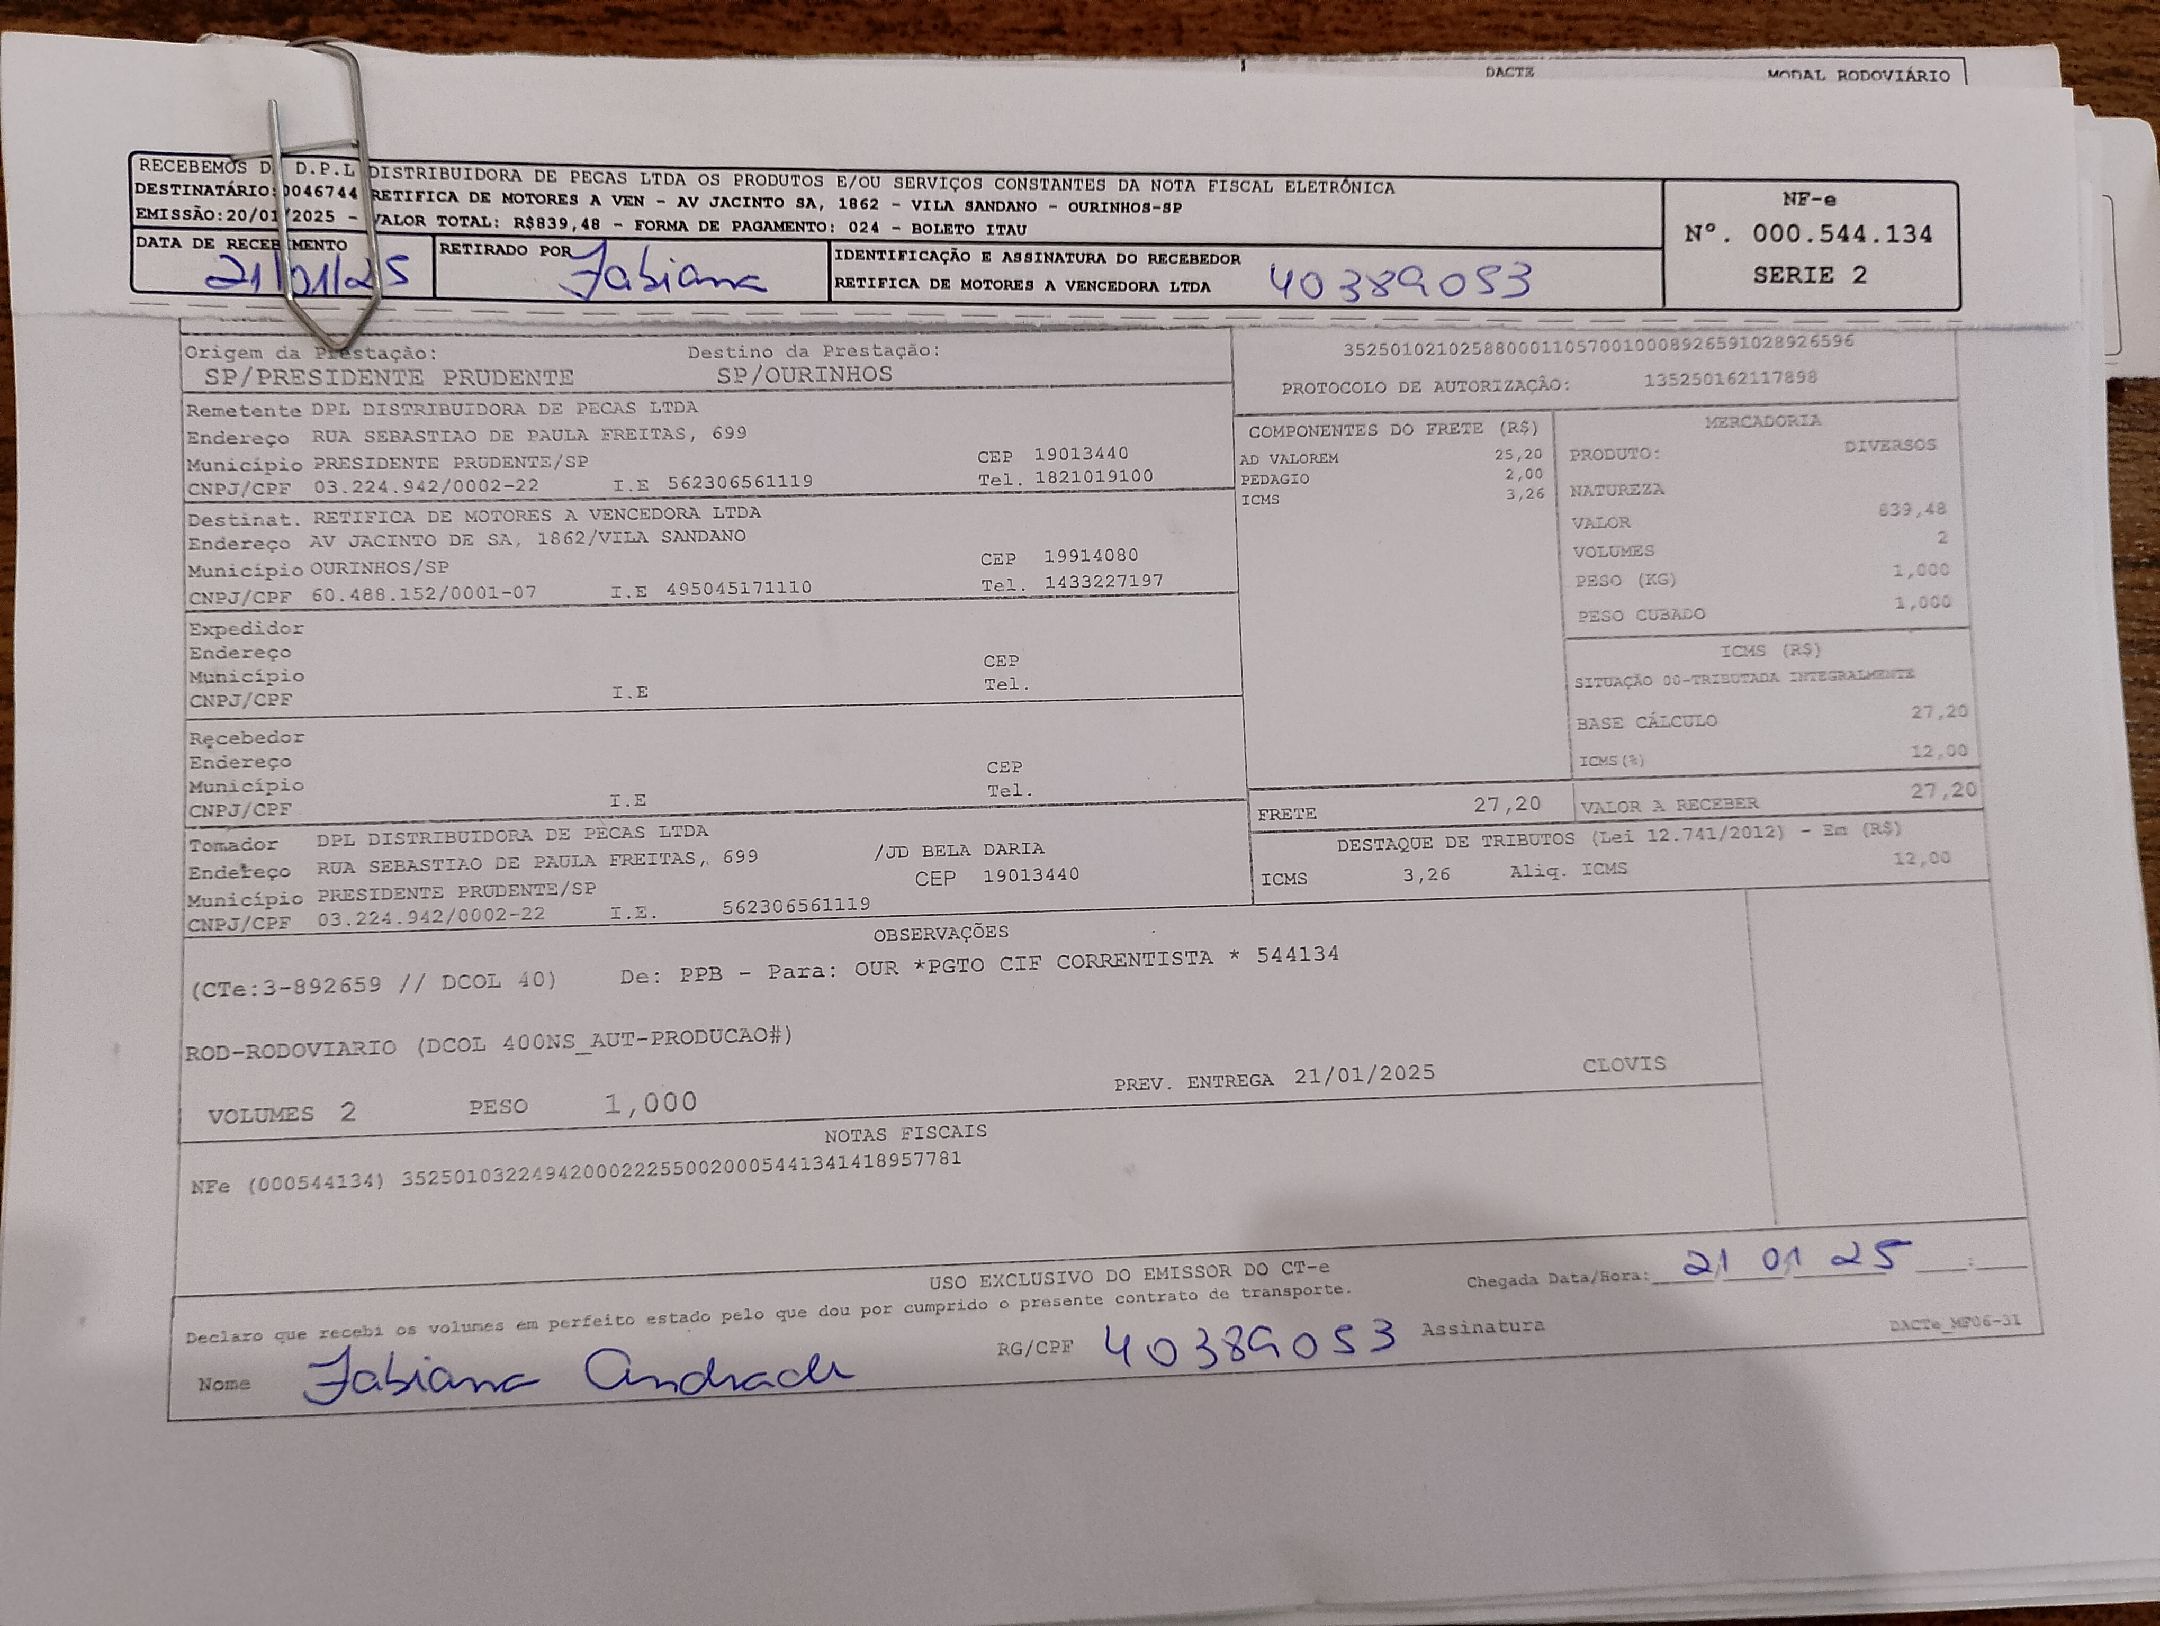 DACTE MODAL RODOVIÁRIO
RECEBEMOS D. D.P.L DISTRIBUIDORA DE PECAS LTDA OS PRODUTOS E/OU SERVIÇOS CONSTANTES DA NOTA FISCAL ELETRÔNICA
DESTINATÁRIO:0046744 RETIFICA DE MOTORES A VEN - AV JACINTO SA, 1862 - VILA SANDANO - OURINHOS-SP
EMISSÃO:20/01/2025 - VALOR TOTAL: R$839,48 - FORMA DE PAGAMENTO: 024 - BOLETO ITAU
NF-e
Nº. 000.544.134
SERIE 2
DATA DE RECEBIMENTO
21/01/25
RETIRADO POR Fabiana
IDENTIFICAÇÃO E ASSINATURA DO RECEBEDOR
RETIFICA DE MOTORES A VENCEDORA LTDA
40389053
Origem da Prestação: Destino da Prestação:
SP/PRESIDENTE PRUDENTE SP/OURINHOS
PROTOCOLO DE AUTORIZAÇÃO: 135250162117898
Remetente DPL DISTRIBUIDORA DE PECAS LTDA
Endereço RUA SEBASTIAO DE PAULA FREITAS, 699
Município PRESIDENTE PRUDENTE/SP CEP 19013440
CNPJ/CPF 03.224.942/0002-22 I.E 562306561119 Tel. 1821019100
Destinat. RETIFICA DE MOTORES A VENCEDORA LTDA
Endereço AV JACINTO DE SA, 1862/VILA SANDANO
Município OURINHOS/SP CEP 19914080
CNPJ/CPF 60.488.152/0001-07 I.E 495045171110 Tel. 1433227197
Expedidor
Endereço
Município CEP
CNPJ/CPF I.E Tel.
Recebedor
Endereço
Município CEP
CNPJ/CPF I.E Tel.
Tomador DPL DISTRIBUIDORA DE PECAS LTDA
Endereço RUA SEBASTIAO DE PAULA FREITAS, 699 /JD BELA DARIA
Município PRESIDENTE PRUDENTE/SP CEP 19013440
CNPJ/CPF 03.224.942/0002-22 I.E. 562306561119
COMPONENTES DO FRETE (R$)
AD VALOREM 25,20
PEDAGIO 2,00
ICMS 3,26
MERCADORIA
PRODUTO: DIVERSOS
NATUREZA
VALOR 839,48
VOLUMES 2
PESO (KG) 1,000
PESO CUBADO 1,000
ICMS (R$)
SITUAÇÃO 00-TRIBUTADA INTEGRALMENTE
BASE CÁLCULO 27,20
ICMS(%) 12,00
FRETE 27,20 VALOR A RECEBER 27,20
DESTAQUE DE TRIBUTOS (Lei 12.741/2012) - Em (R$)
ICMS 3,26 Aliq. ICMS 12,00
OBSERVAÇÕES
(CTe:3-892659 // DCOL 40) De: PPB - Para: OUR *PGTO CIF CORRENTISTA * 544134
ROD-RODOVIARIO (DCOL 400NS_AUT-PRODUCAO#)
PREV. ENTREGA 21/01/2025 CLOVIS
VOLUMES 2 PESO 1,000
NOTAS FISCAIS
NFe (000544134) 35250103224942000222550020005441341418957781
USO EXCLUSIVO DO EMISSOR DO CT-e
Declaro que recebi os volumes em perfeito estado pelo que dou por cumprido o presente contrato de transporte.
Chegada Data/Hora: 21 01 25 :
Nome Fabiana Andrade RG/CPF 40389053 Assinatura
DACTe_MF06-31